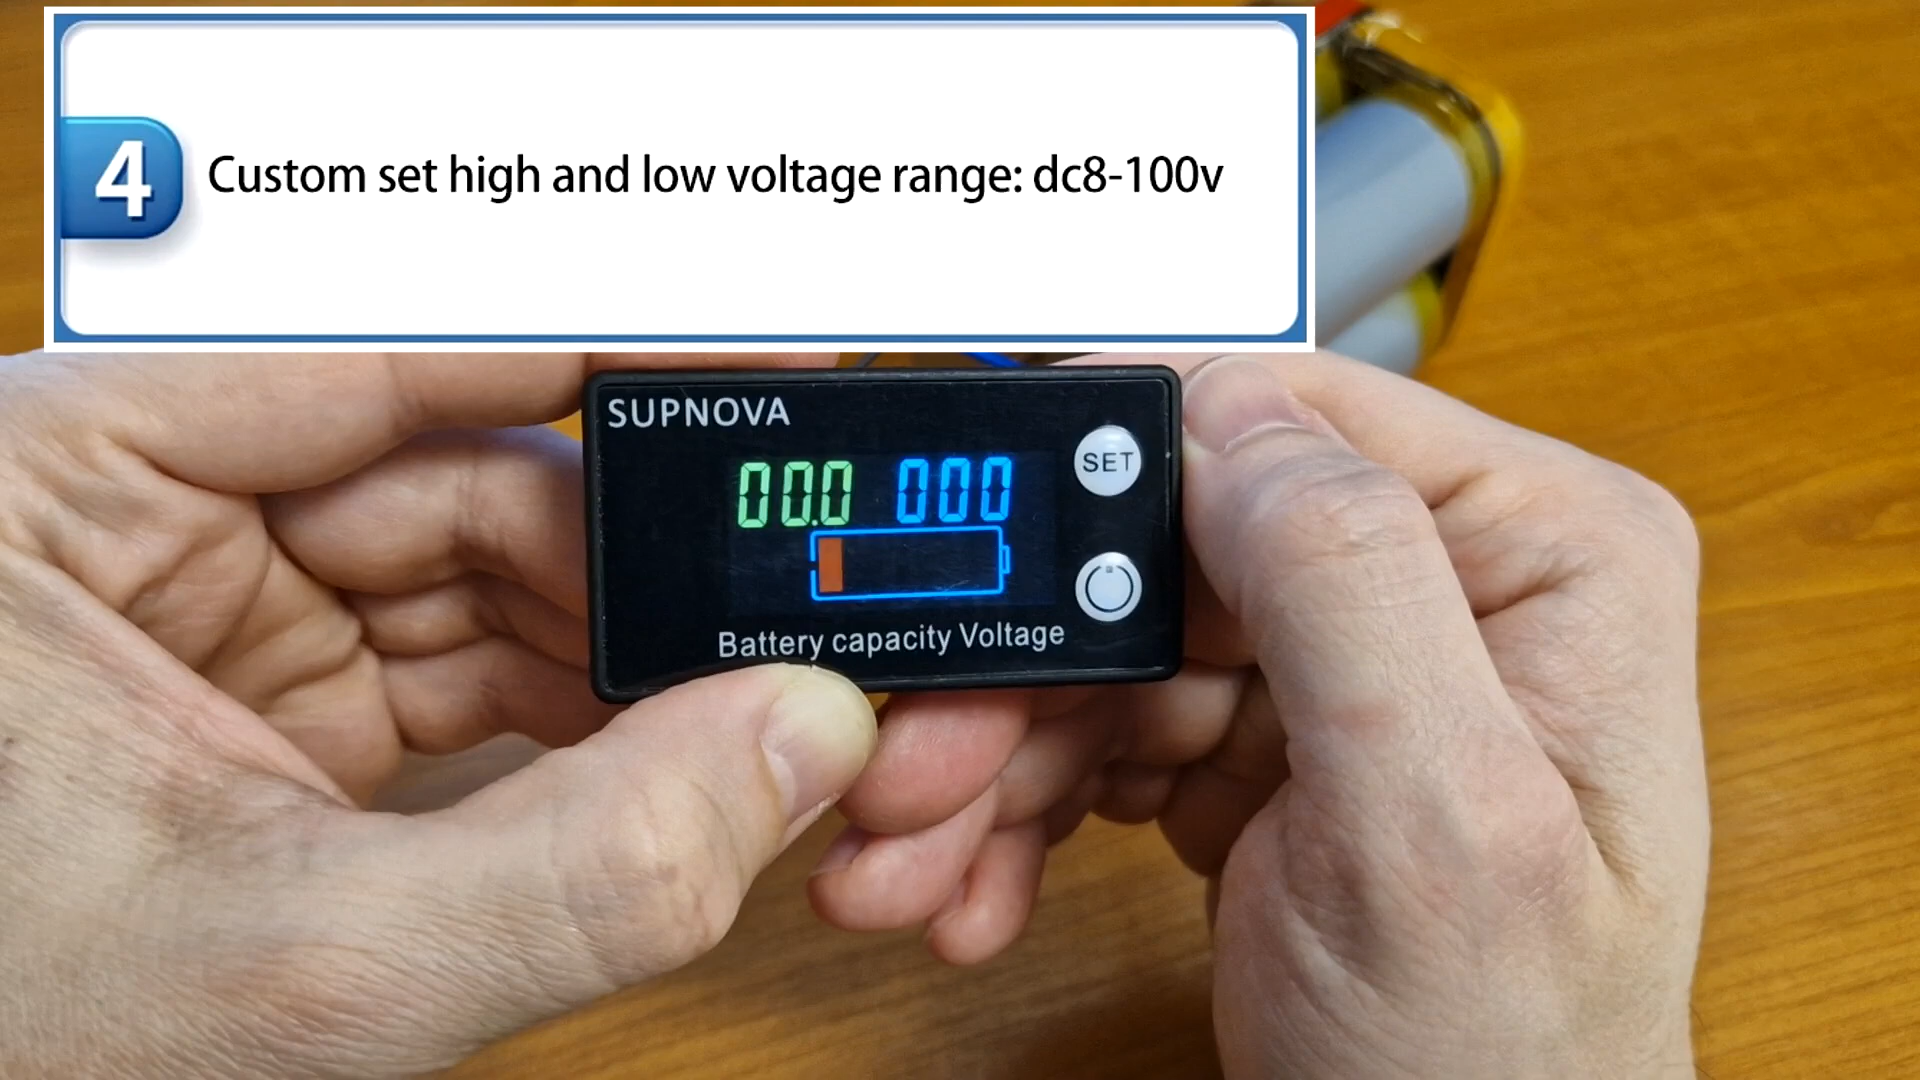 4
Custom set high and low voltage range: dc8-100v
SUPNOVA
00.0 000
SET
Battery capacity Voltage